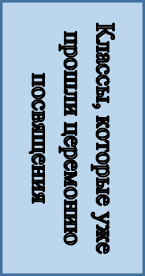 Классы, которые уже
прошли церемонию
посвящения